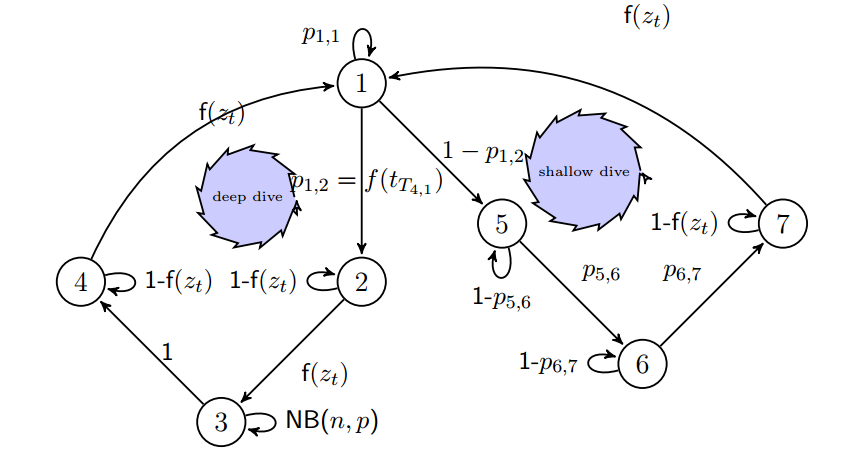 f(z_t)
p_{1,1}
1
f(z_t)
1 − p_{1,2}
shallow dive
p_{1,2} = f(t_{T_{4,1}})
deep dive
5
1-f(z_t)
7
4
1-f(z_t)
1-f(z_t)
2
p_{5,6}
p_{6,7}
1-p_{5,6}
1
1-p_{6,7}
6
f(z_t)
3
NB(n, p)